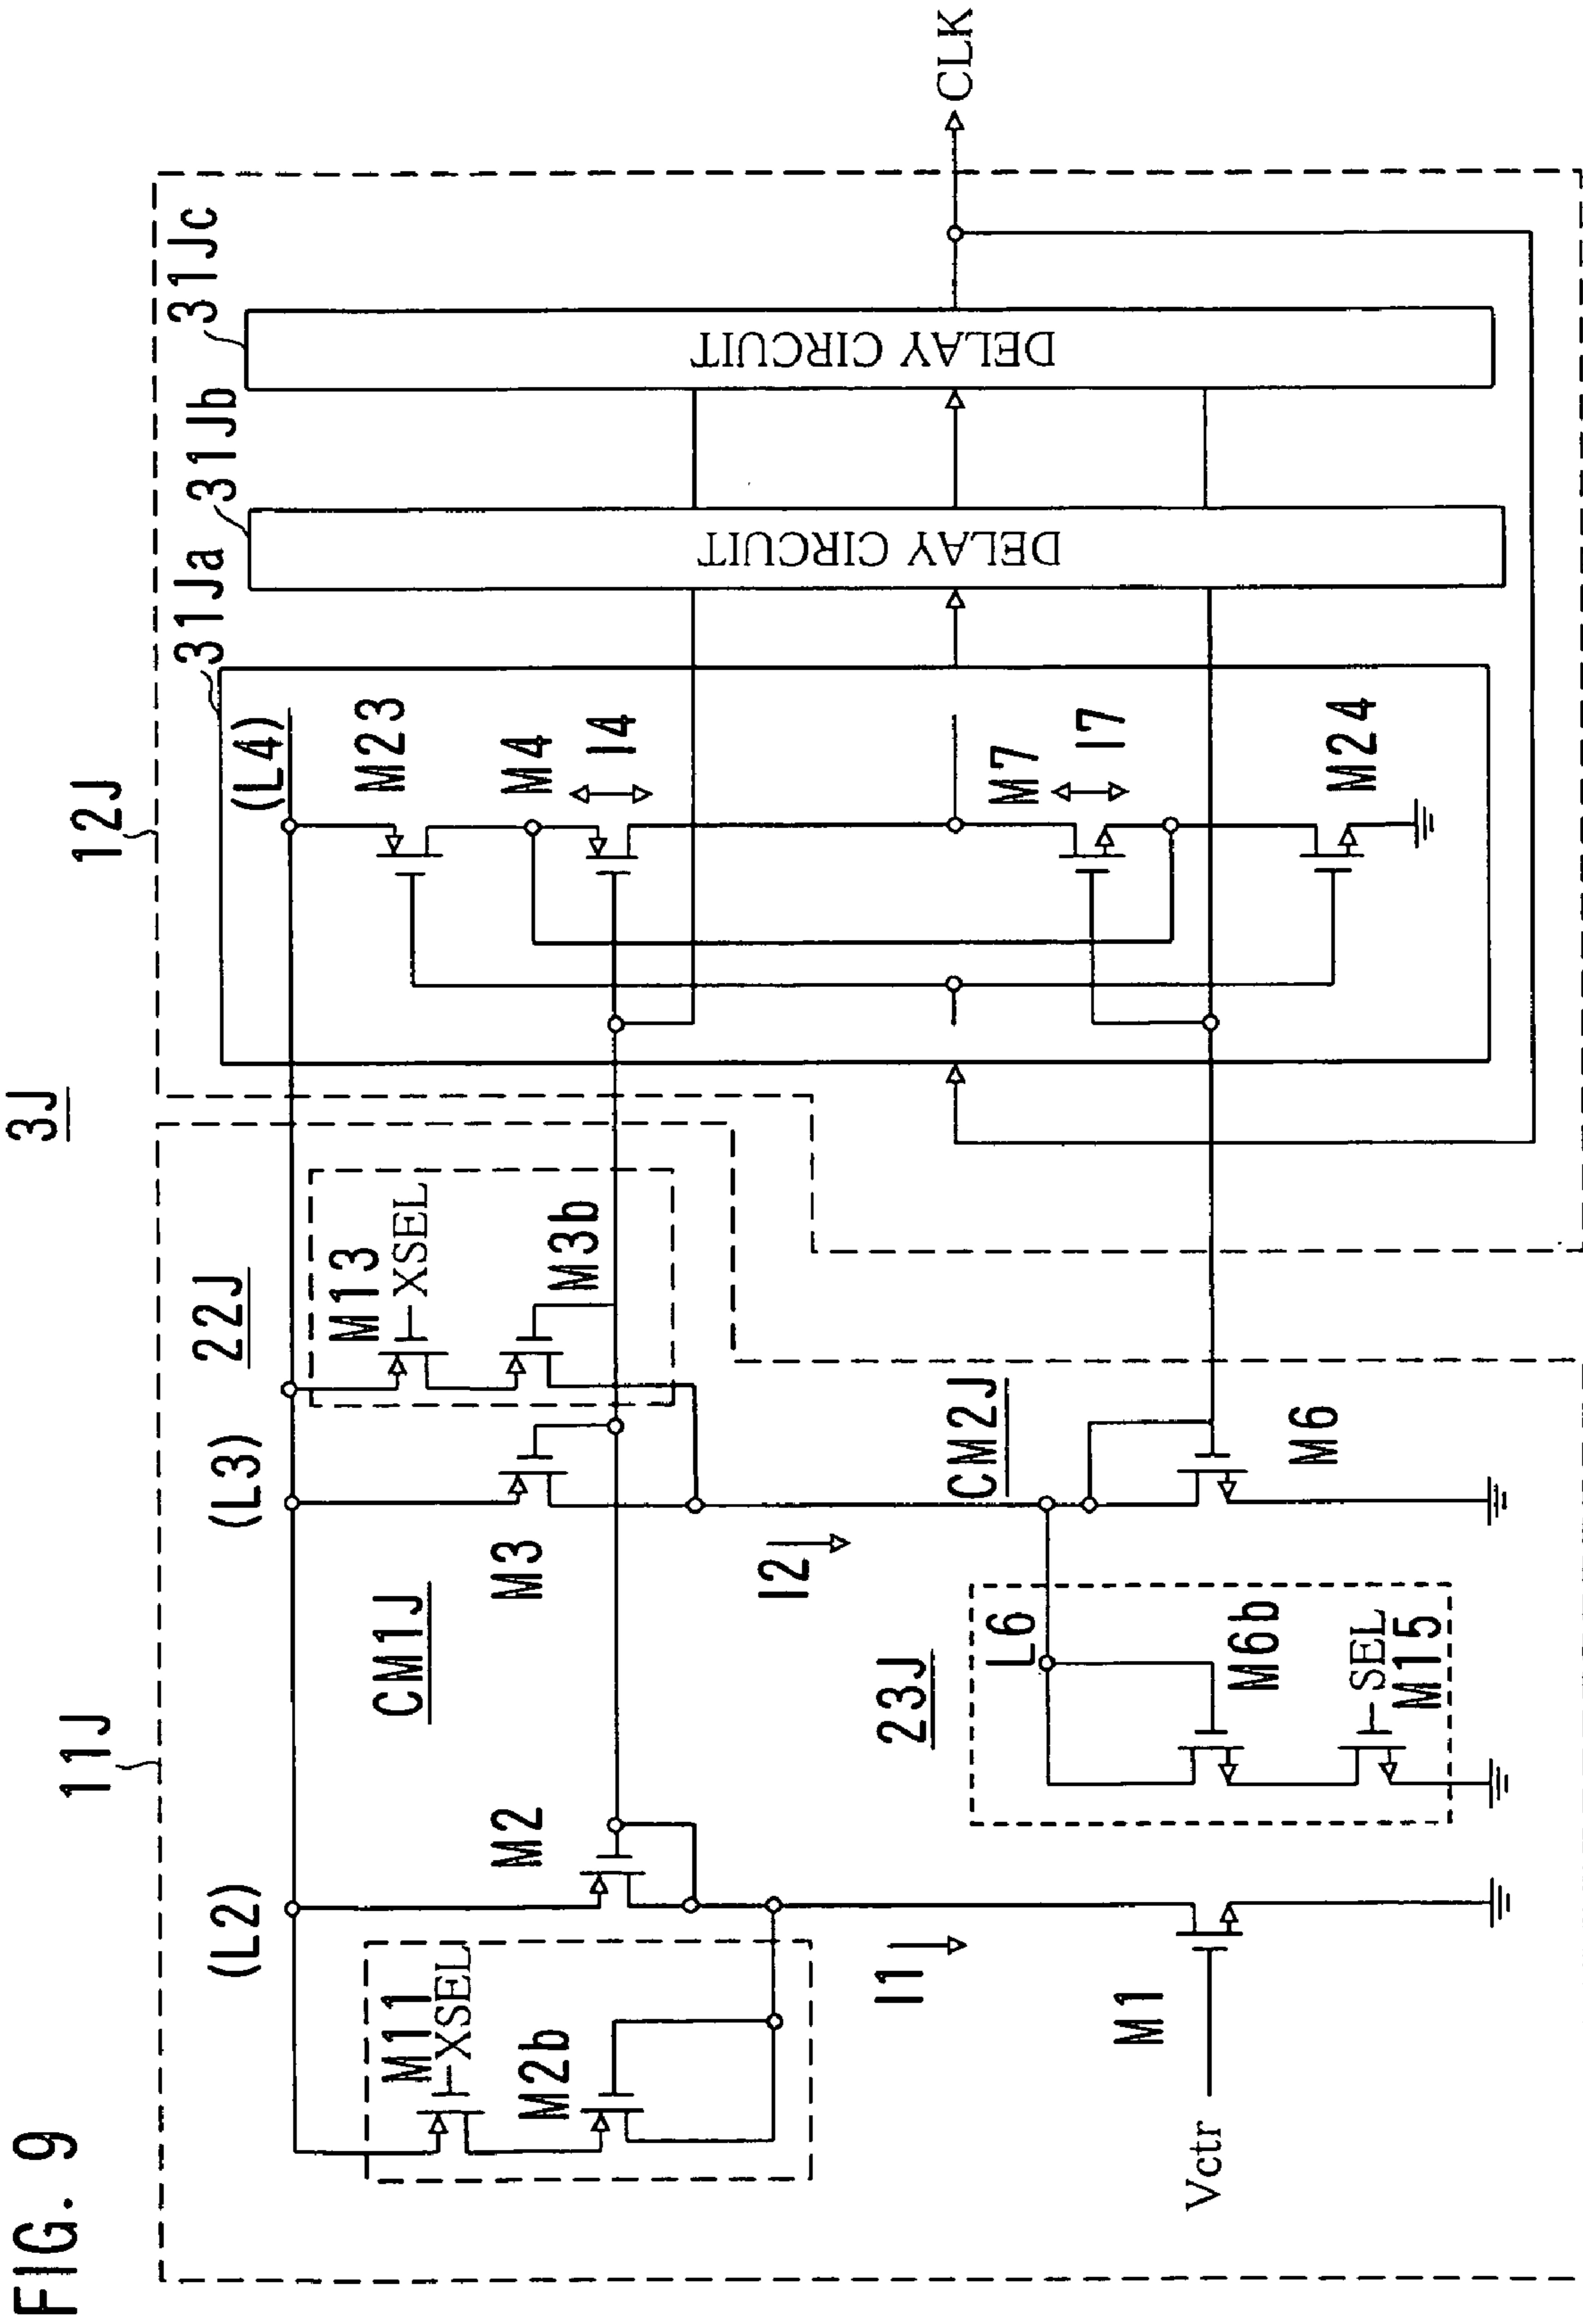 FIG. 9
3J
11J
12J
(L2)
(L3)
22J
(L4)
31Ja
31Jb
31Jc
M11
XSEL
M2b
M2
CM1J
M3
M13
XSEL
M3b
M23
M4
I4
DELAY CIRCUIT
DELAY CIRCUIT
CLK
I1
I2
23J
L6
M6b
SEL
M15
CM2J
M6
M7
I7
M24
M1
Vctr